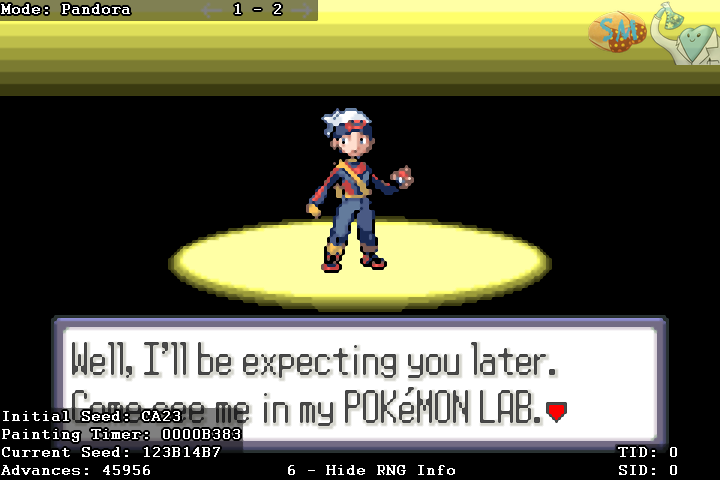 Mode: Pandora
← 1 - 2 →
SM
Well, I'll be expecting you later.
Come see me in my POKéMON LAB.
Initial Seed: CA23
Painting Timer: 0000B383
Current Seed: 123B14B7
Advances: 45956
6 - Hide RNG Info
TID: 0
SID: 0